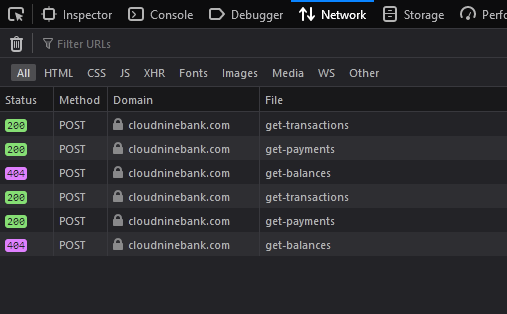 Inspector Console Debugger Network Storage Perfo
Filter URLs
All HTML CSS JS XHR Fonts Images Media WS Other
Status Method Domain File
200 POST cloudninebank.com get-transactions
200 POST cloudninebank.com get-payments
404 POST cloudninebank.com get-balances
200 POST cloudninebank.com get-transactions
200 POST cloudninebank.com get-payments
404 POST cloudninebank.com get-balances